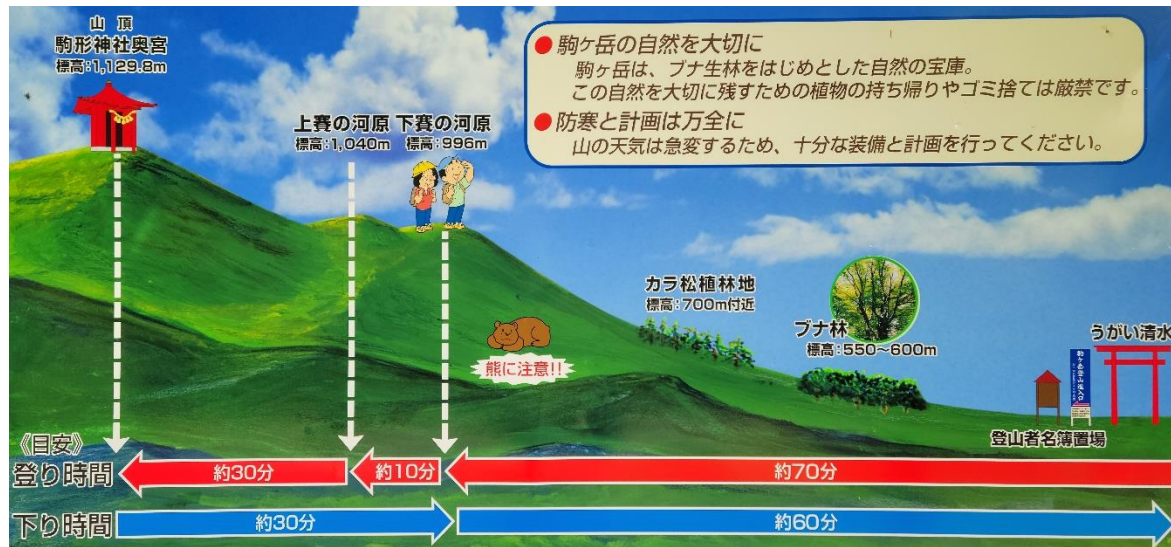 山 頂
駒形神社奥宮
標高:1,129.8m
上賽の河原
標高:1,040m
下賽の河原
標高:996m
● 駒ヶ岳の自然を大切に
駒ヶ岳は、ブナ生林をはじめとした自然の宝庫。
この自然を大切に残すための植物の持ち帰りやゴミ捨ては厳禁です。
● 防寒と計画は万全に
山の天気は急変するため、十分な装備と計画を行ってください。
カラ松植林地
標高:700m付近
ブナ林
標高:550〜600m
熊に注意!!
うがい清水
駒ヶ岳登山道入口
登山者名簿置場
《目安》
登り時間
約30分
約10分
約70分
下り時間
約30分
約60分